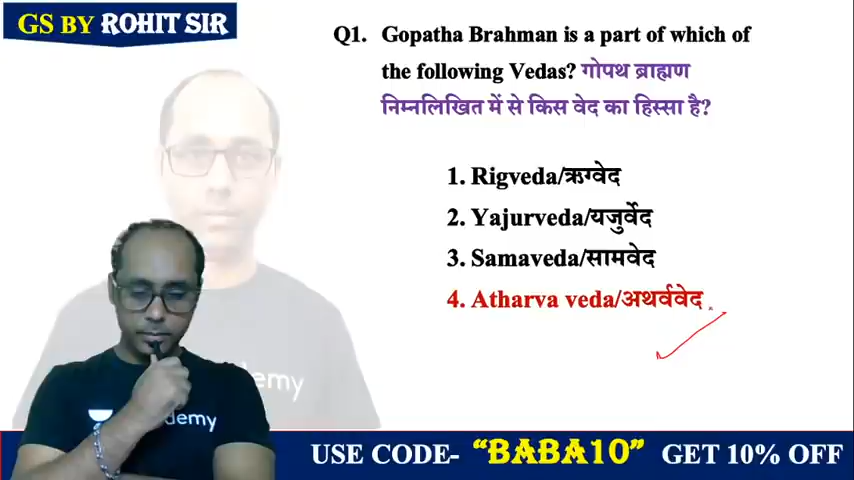 GS BY ROHIT SIR
Q1. Gopatha Brahman is a part of which of
the following Vedas? गोपथ ब्राह्मण
निम्नलिखित में से किस वेद का हिस्सा है?
1. Rigveda/ऋग्वेद
2. Yajurveda/यजुर्वेद
3. Samaveda/सामवेद
4. Atharva veda/अथर्ववेद
emy
demy
USE CODE- “BABA10” GET 10% OFF